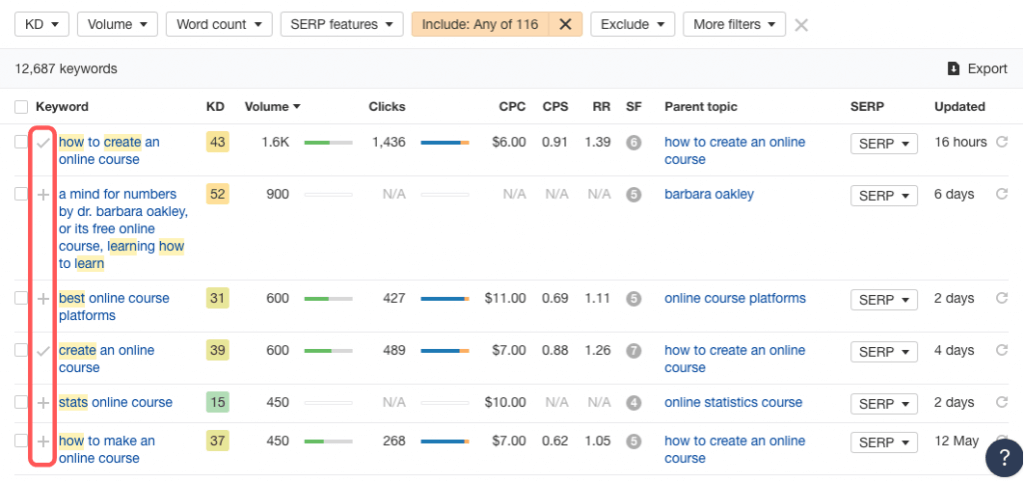 KD Volume Word count SERP features Include: Any of 116 Exclude More filters
12,687 keywords Export
Keyword KD Volume Clicks CPC CPS RR SF Parent topic SERP Updated
how to create an 43 1.6K 1,436 $6.00 0.91 1.39 6 how to create an online SERP 16 hours
online course course
a mind for numbers 52 900 N/A N/A N/A N/A 5 barbara oakley SERP 6 days
by dr. barbara oakley,
or its free online
course, learning how
to learn
best online course 31 600 427 $11.00 0.69 1.11 5 online course platforms SERP 2 days
platforms
create an online 39 600 489 $7.00 0.88 1.26 7 how to create an online SERP 4 days
course course
stats online course 15 450 N/A $10.00 N/A N/A 4 online statistics course SERP 2 days
how to make an 37 450 268 $7.00 0.62 1.05 5 how to create an online SERP 12 May
online course course
?